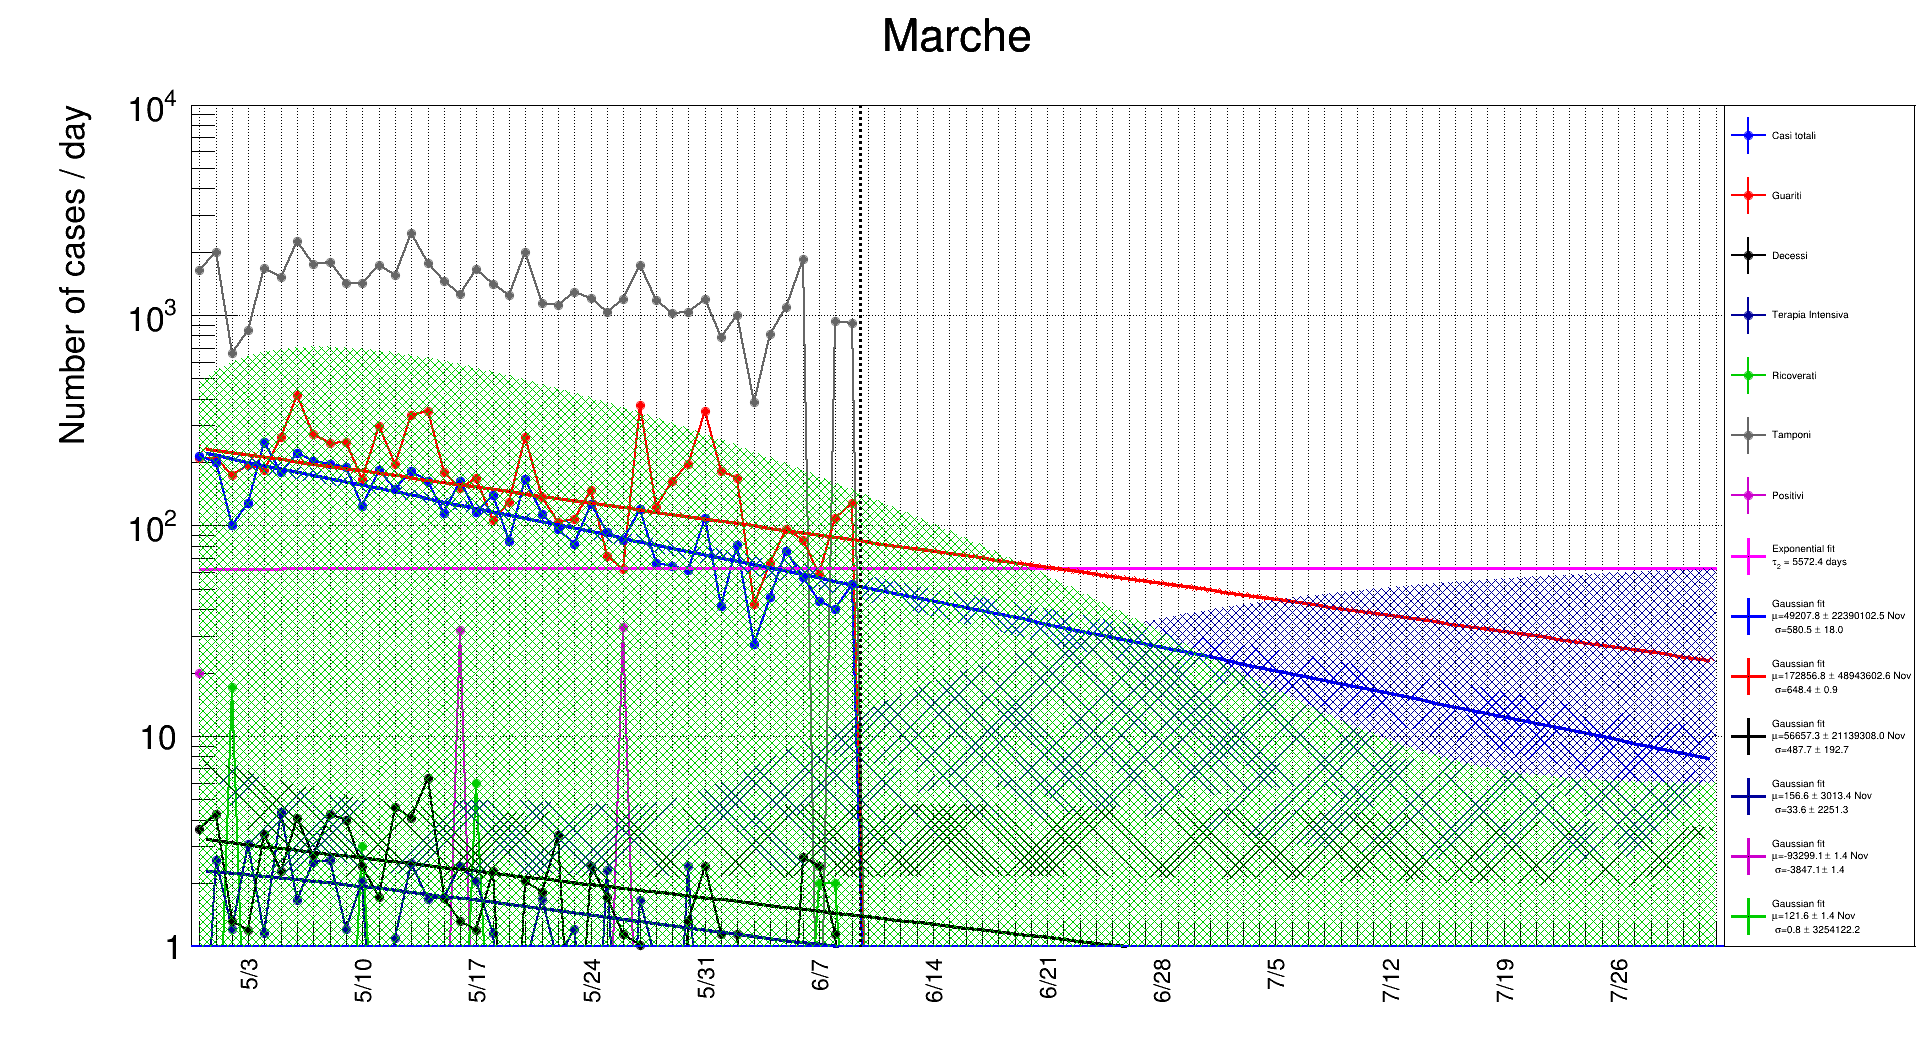 Marche
Number of cases / day
10^4
10^3
10^2
10
1
5/3
5/10
5/17
5/24
5/31
6/7
6/14
6/21
6/28
7/5
7/12
7/19
7/26
Casi totali
Guariti
Decessi
Terapia Intensiva
Ricoverati
Tamponi
Positivi
Exponential fit
τ_2 = 5572.4 days
Gaussian fit
μ=49207.8 ± 22390102.5 Nov
σ=580.5 ± 18.0
Gaussian fit
μ=172856.8 ± 48943602.6 Nov
σ=648.4 ± 0.9
Gaussian fit
μ=56657.3 ± 21139308.0 Nov
σ=487.7 ± 192.7
Gaussian fit
μ=156.6 ± 3013.4 Nov
σ=33.6 ± 2251.3
Gaussian fit
μ=-93299.1 ± 1.4 Nov
σ=-3847.1 ± 1.4
Gaussian fit
μ=121.6 ± 1.4 Nov
σ=0.8 ± 3254122.2